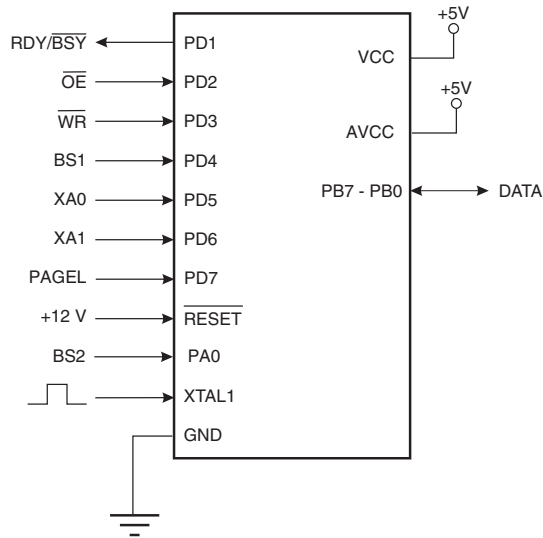 RDY/BSY PD1
OE PD2
WR PD3
BS1 PD4
XA0 PD5
XA1 PD6
PAGEL PD7
+12 V RESET
BS2 PA0
XTAL1
GND
+5V
VCC
+5V
AVCC
PB7 - PB0 DATA